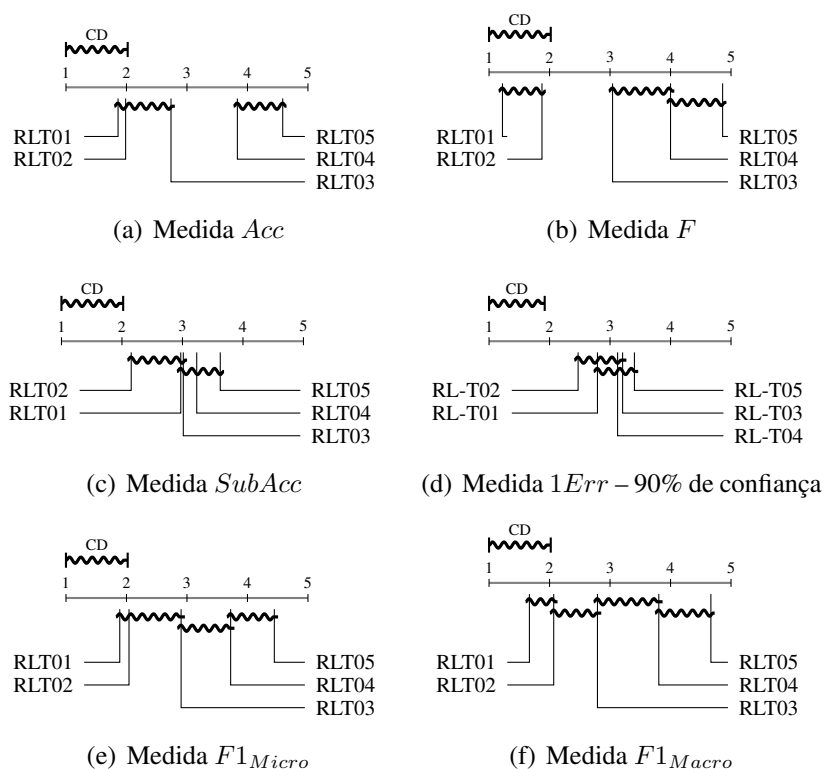 CD
1 2 3 4 5
RLT01 RLT05
RLT02 RLT04
RLT03
(a) Medida Acc
CD
1 2 3 4 5
RLT01 RLT05
RLT02 RLT04
RLT03
(b) Medida F
CD
1 2 3 4 5
RLT02 RLT05
RLT01 RLT04
RLT03
(c) Medida SubAcc
CD
1 2 3 4 5
RL-T02 RL-T05
RL-T01 RL-T03
RL-T04
(d) Medida 1Err – 90% de confiança
CD
1 2 3 4 5
RLT01 RLT05
RLT02 RLT04
RLT03
(e) Medida F1Micro
CD
1 2 3 4 5
RLT01 RLT05
RLT02 RLT04
RLT03
(f) Medida F1Macro